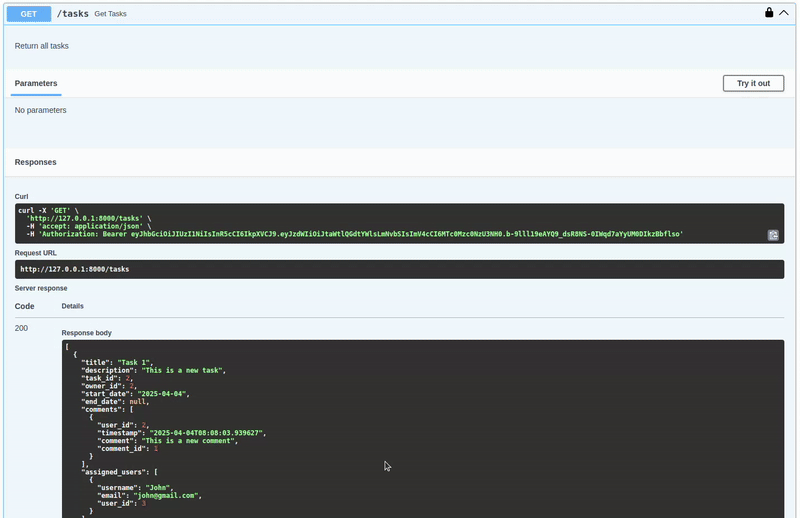 GET /tasks Get Tasks
Return all tasks
Parameters
Try it out
No parameters
Responses
Curl
curl -X 'GET' \
'http://127.0.0.1:8000/tasks' \
-H 'accept: application/json' \
-H 'Authorization: Bearer
Request URL
http://127.0.0.1:8000/tasks
Server response
Code Details
200
Response body
[
{
"title": "Task 1",
"description": "This is a new task",
"task_id": 2,
"owner_id": 2,
"start_date": "2025-04-04",
"end_date": null,
"comments": [
{
"user_id": 2,
"timestamp": "2025-04-04T08:08:03.939627",
"comment": "This is a new comment",
"comment_id": 1
}
],
"assigned_users": [
{
"username": "John",
"email": "john@gmail.com",
"user_id": 3
}